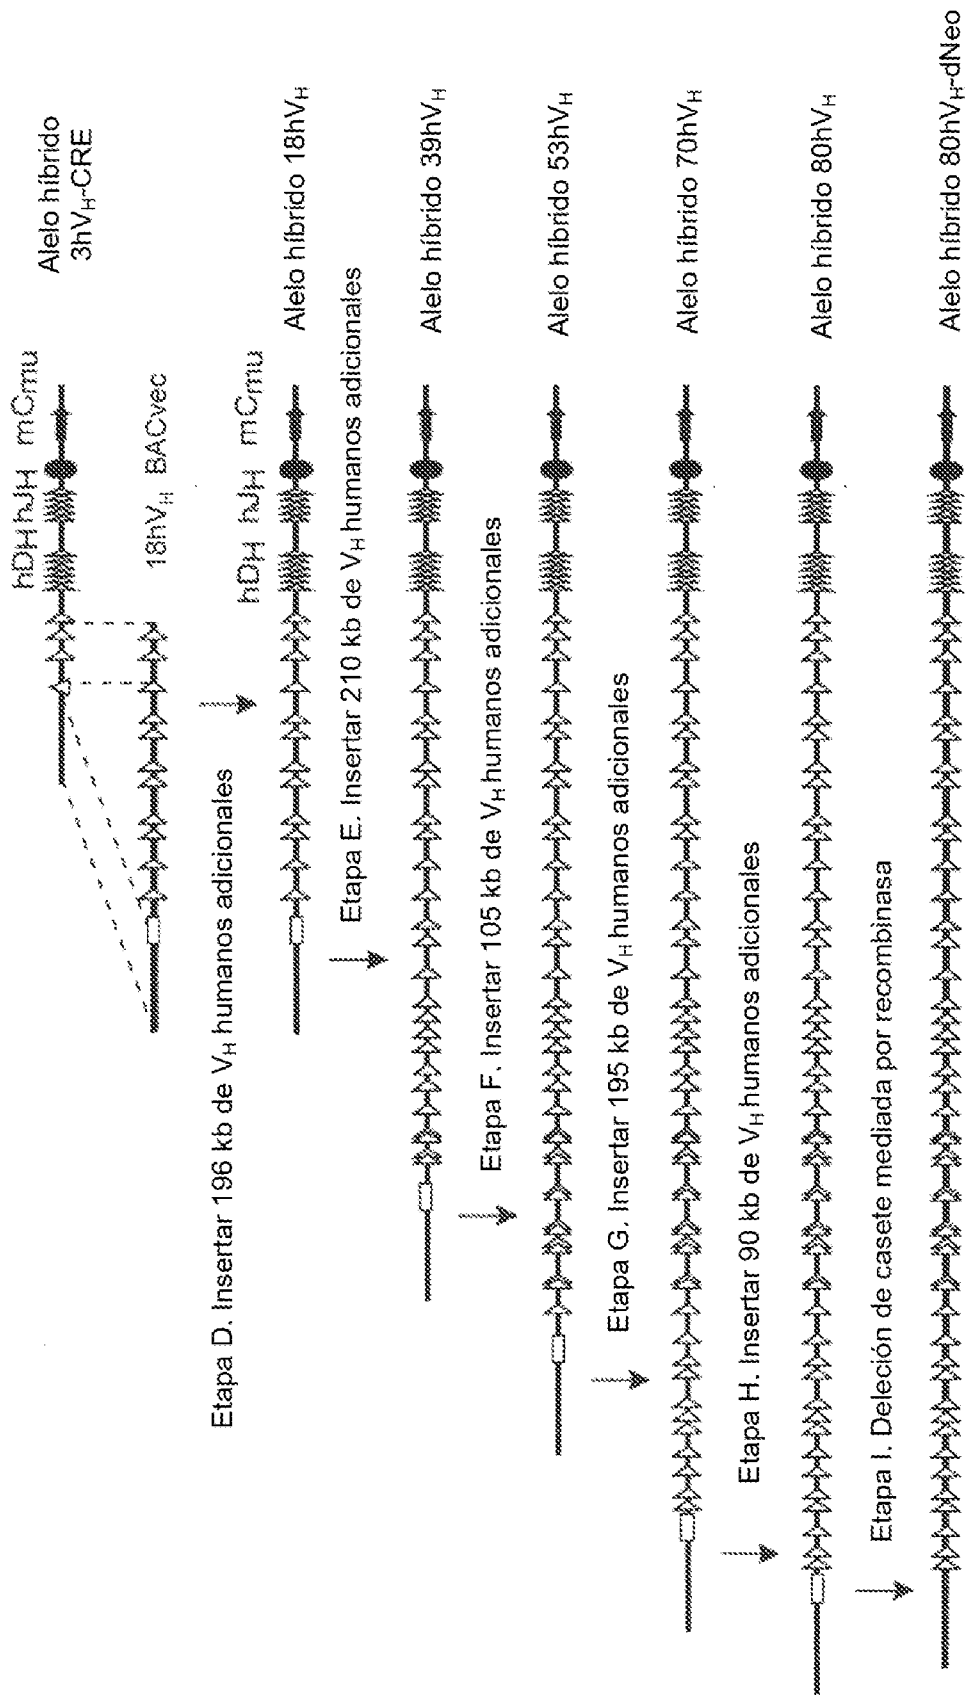 Alelo híbrido
3hVH-CRE
hDH hJH mCmu
18hVH BACvec
Etapa D. Insertar 196 kb de VH humanos adicionales
hDH hJH mCmu
Alelo híbrido 18hVH
Etapa E. Insertar 210 kb de VH humanos adicionales
Alelo híbrido 39hVH
Etapa F. Insertar 105 kb de VH humanos adicionales
Alelo híbrido 53hVH
Etapa G. Insertar 195 kb de VH humanos adicionales
Alelo híbrido 70hVH
Etapa H. Insertar 90 kb de VH humanos adicionales
Alelo híbrido 80hVH
Etapa I. Deleción de casete mediada por recombinasa
Alelo híbrido 80hVH-dNeo